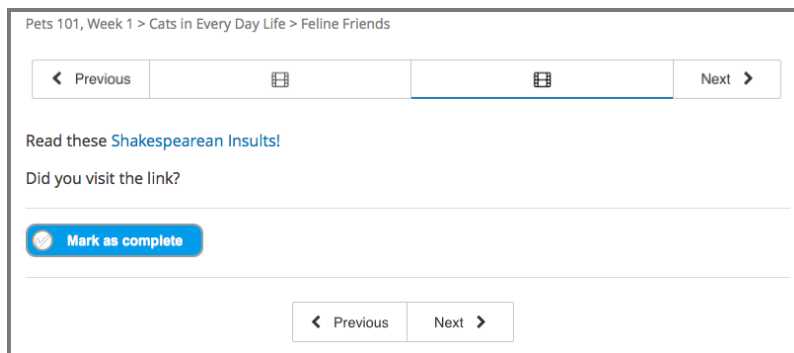 Pets 101, Week 1 > Cats in Every Day Life > Feline Friends
Previous Next
Read these Shakespearean Insults!
Did you visit the link?
Mark as complete
Previous Next